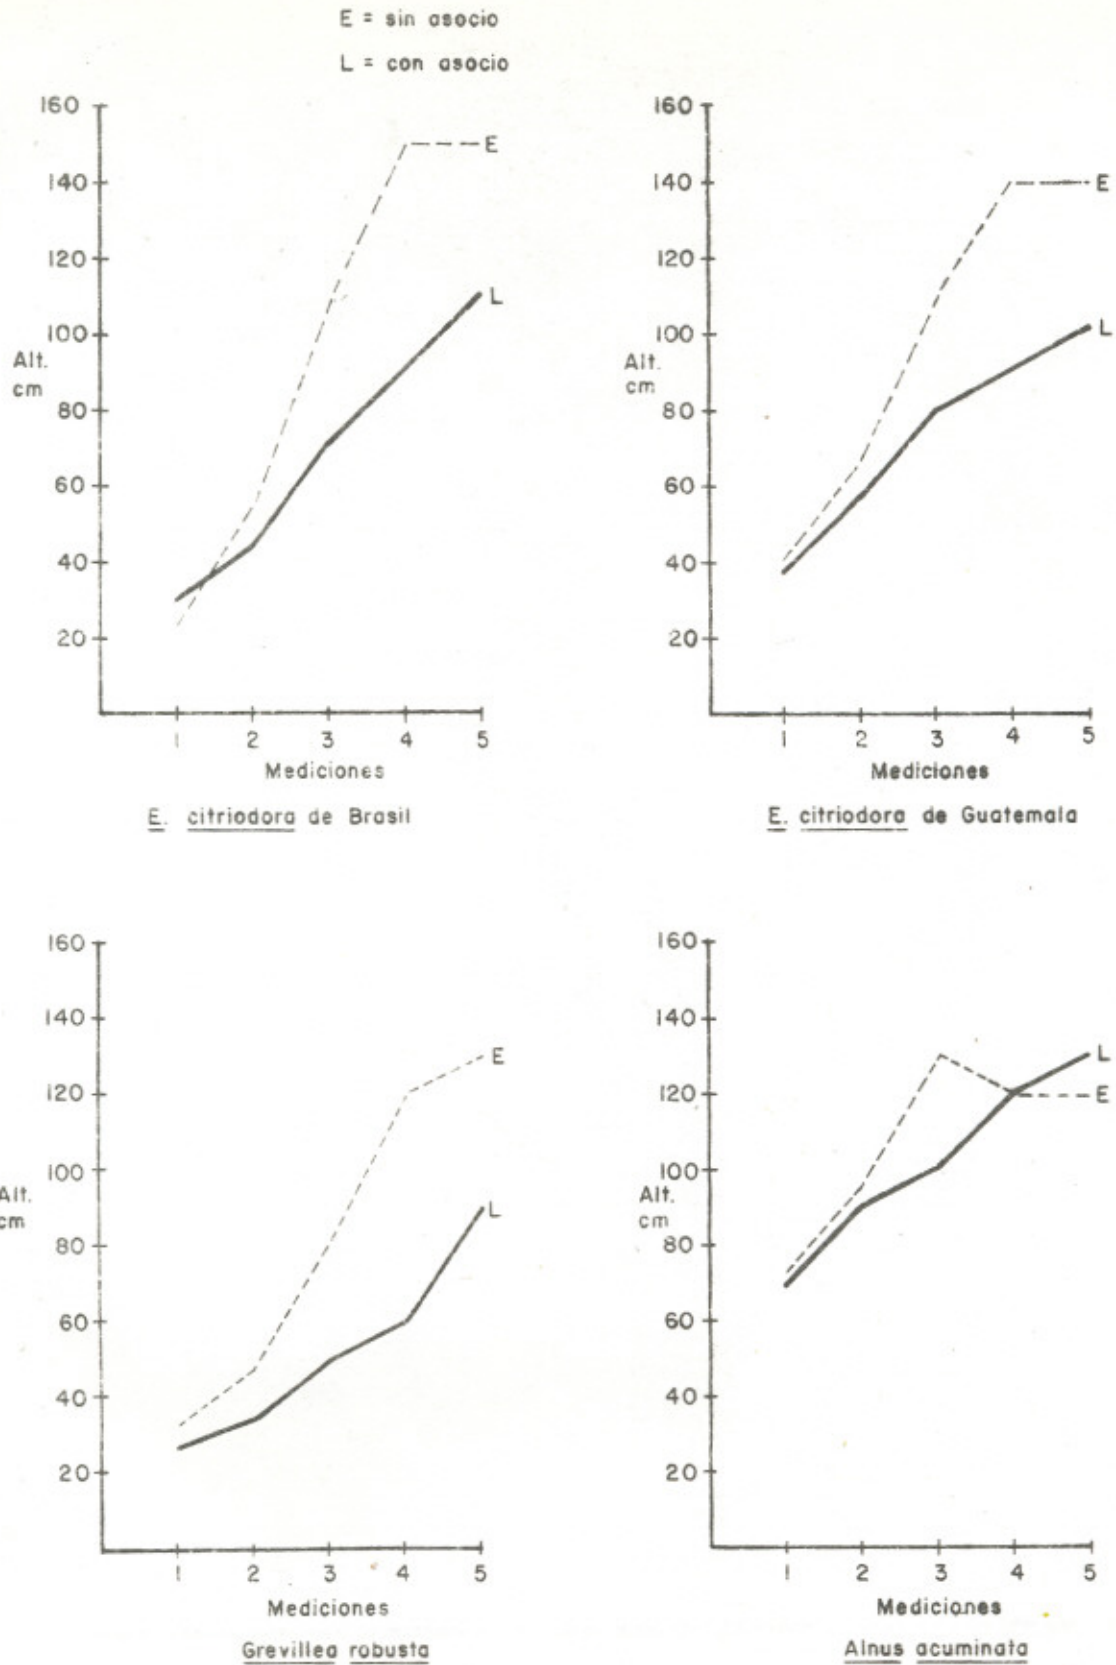 E = sin asocio
L = con asocio
160
140
120
100
80
60
40
20
Alt.
cm
E
L
1 2 3 4 5
Mediciones
E. citriodora de Brasil
160
140
120
100
80
60
40
20
Alt.
cm
E
L
1 2 3 4 5
Mediciones
E. citriodora de Guatemala
160
140
120
100
80
60
40
20
Alt.
cm
E
L
1 2 3 4 5
Mediciones
Grevillea robusta
160
140
120
100
80
60
40
20
Alt.
cm
L
E
1 2 3 4 5
Mediciones
Alnus acuminata